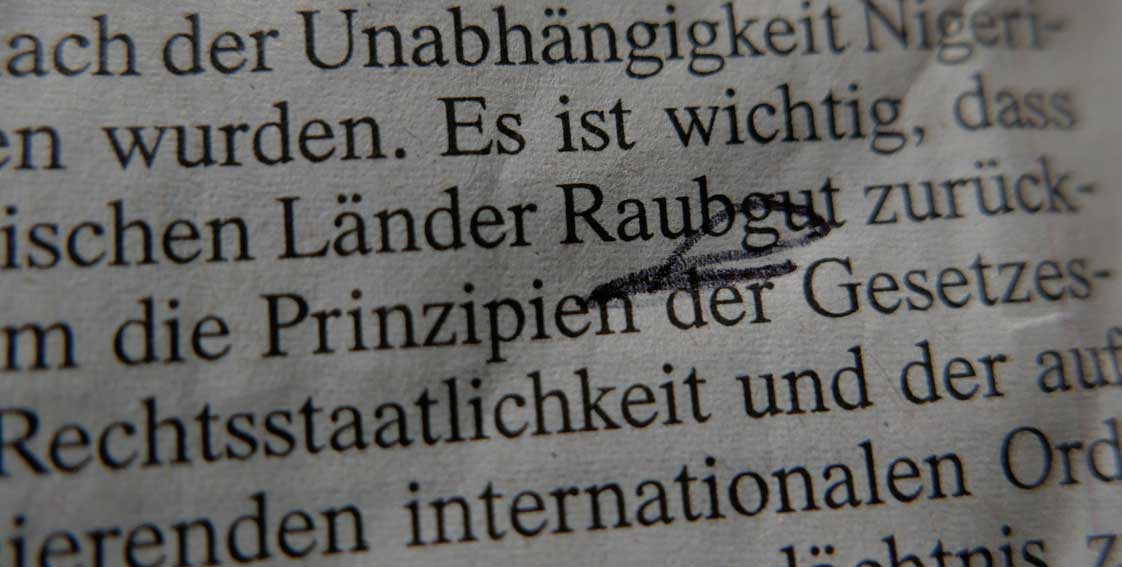 ach der Unabhängigkeit Nigeri-
en wurden. Es ist wichtig, dass
ischen Länder Raubgut zurück-
m die Prinzipien der Gesetzes-
Rechtsstaatlichkeit und der auf
ierenden internationalen Ord
ächtnis z